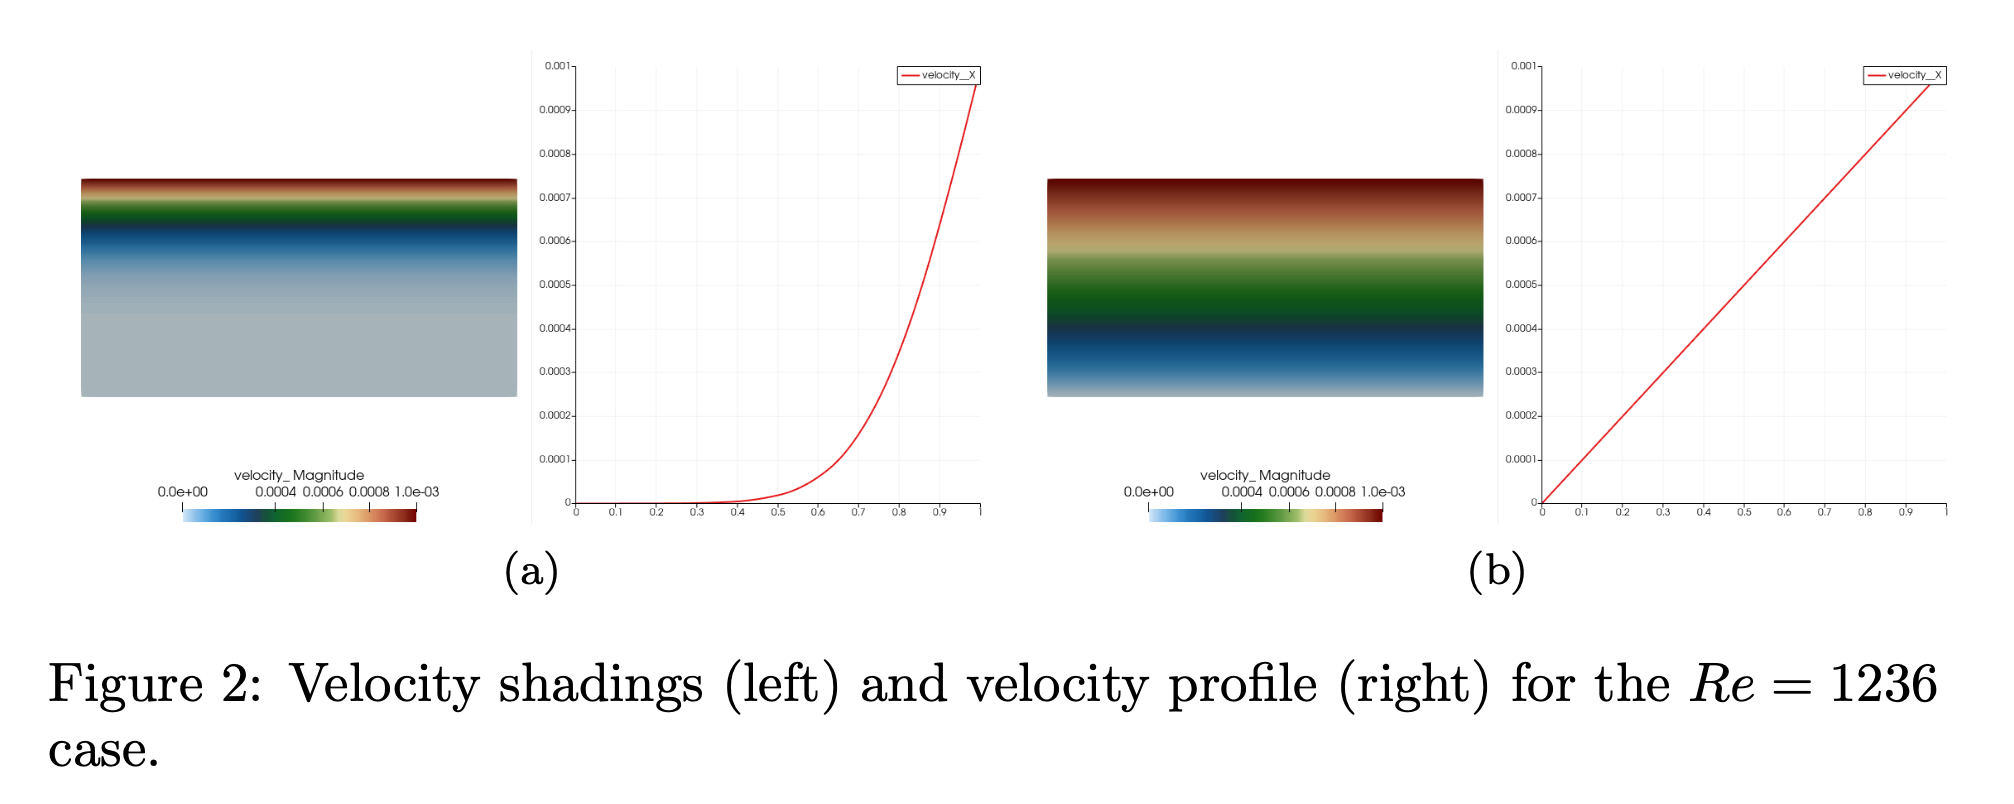 0.001
velocity_X
0.0009
0.0008
0.0007
0.0006
0.0005
0.0004
0.0003
0.0002
0.0001
0
0 0.1 0.2 0.3 0.4 0.5 0.6 0.7 0.8 0.9 1
velocity_ Magnitude
0.0e+00 0.0004 0.0006 0.0008 1.0e-03
(a)
0.001
velocity_X
0.0009
0.0008
0.0007
0.0006
0.0005
0.0004
0.0003
0.0002
0.0001
0
0 0.1 0.2 0.3 0.4 0.5 0.6 0.7 0.8 0.9 1
velocity_ Magnitude
0.0e+00 0.0004 0.0006 0.0008 1.0e-03
(b)
Figure 2: Velocity shadings (left) and velocity profile (right) for the Re = 1236
case.